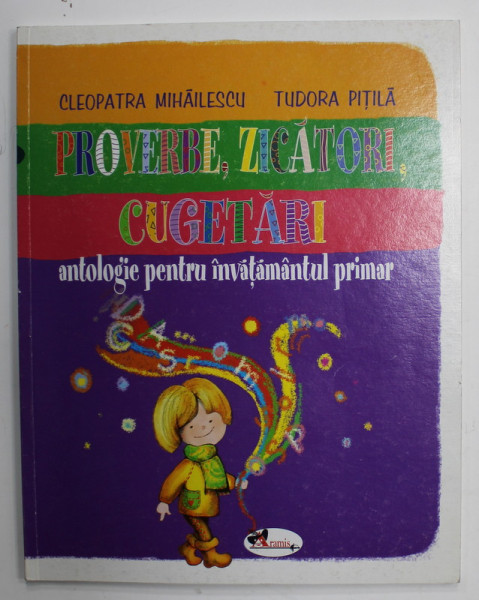 CLEOPATRA MIHĂILESCU TUDORA PIȚILĂ
PROVERBE, ZICĂTORI,
CUGETĂRI
antologie pentru învățământul primar
Aramis